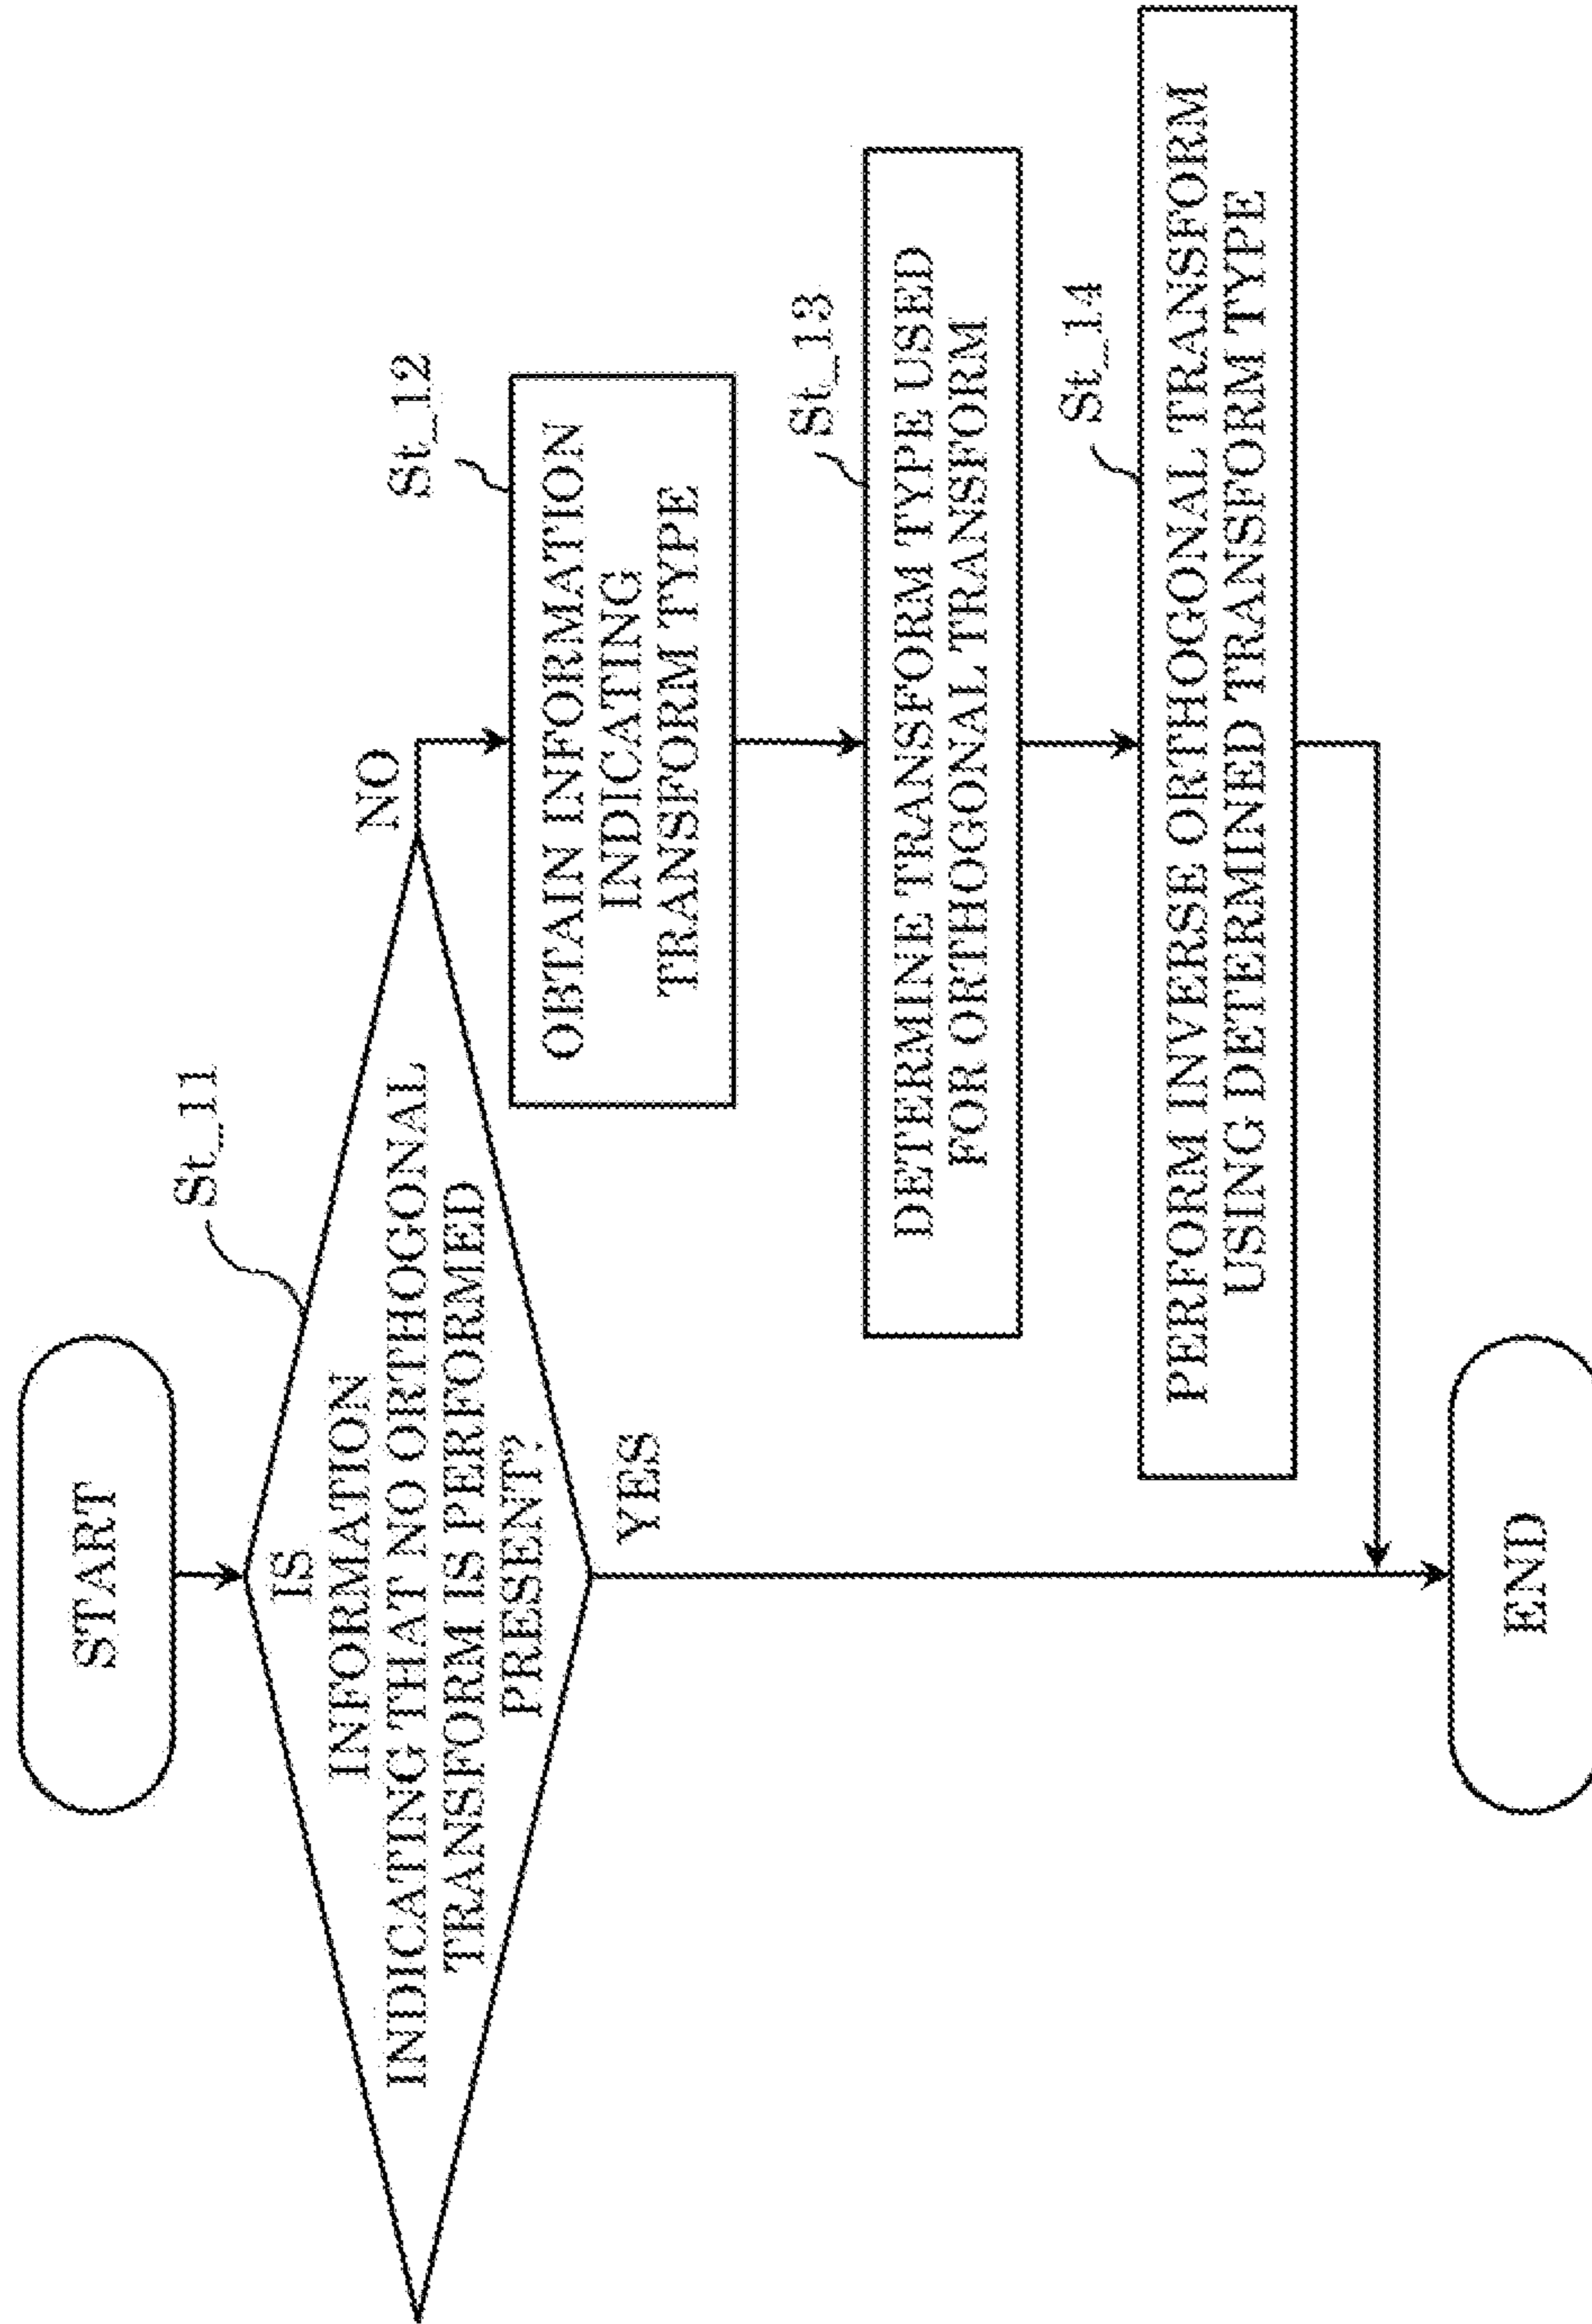 START
St_11
IS
INFORMATION
INDICATING THAT NO ORTHOGONAL
TRANSFORM IS PERFORMED
PRESENT?
NO
YES
St_12
OBTAIN INFORMATION
INDICATING
TRANSFORM TYPE
St_13
DETERMINE TRANSFORM TYPE USED
FOR ORTHOGONAL TRANSFORM
St_14
PERFORM INVERSE ORTHOGONAL TRANSFORM
USING DETERMINED TRANSFORM TYPE
END